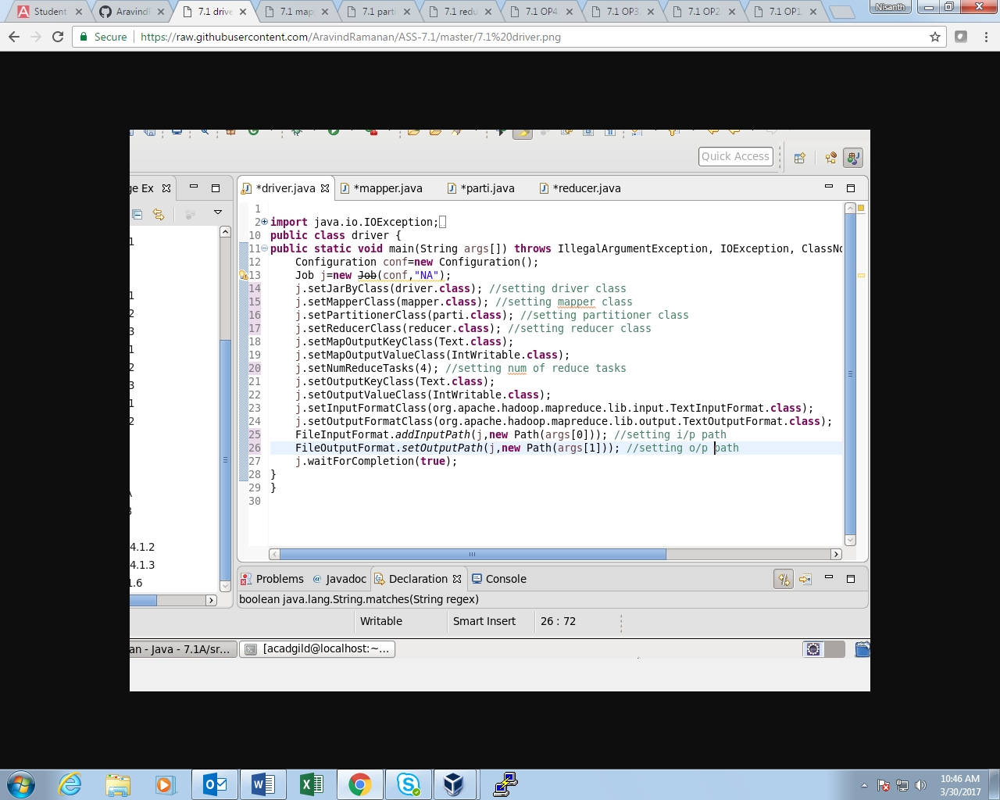 Student
AravindR
7.1 drive
7.1 map
7.1 parti
7.1 redu
7.1 OP4.
7.1 OP3.
7.1 OP2
7.1 OP1.
Nisanth
Secure
https://raw.githubusercontent.com/AravindRamanan/ASS-7.1/master/7.1%20driver.png
Quick Access
ge Ex
*driver.java
*mapper.java
*parti.java
*reducer.java
1
2 import java.io.IOException;
10 public class driver {
11 public static void main(String args[]) throws IllegalArgumentException, IOException, ClassNo
12 Configuration conf=new Configuration();
13 Job j=new Job(conf,"NA");
14 j.setJarByClass(driver.class); //setting driver class
15 j.setMapperClass(mapper.class); //setting mapper class
16 j.setPartitionerClass(parti.class); //setting partitioner class
17 j.setReducerClass(reducer.class); //setting reducer class
18 j.setMapOutputKeyClass(Text.class);
19 j.setMapOutputValueClass(IntWritable.class);
20 j.setNumReduceTasks(4); //setting num of reduce tasks
21 j.setOutputKeyClass(Text.class);
22 j.setOutputValueClass(IntWritable.class);
23 j.setInputFormatClass(org.apache.hadoop.mapreduce.lib.input.TextInputFormat.class);
24 j.setOutputFormatClass(org.apache.hadoop.mapreduce.lib.output.TextOutputFormat.class);
25 FileInputFormat.addInputPath(j,new Path(args[0])); //setting i/p path
26 FileOutputFormat.setOutputPath(j,new Path(args[1])); //setting o/p path
27 j.waitForCompletion(true);
28 }
29 }
30
1
1
2
3
1
2
3
1
2
4.1.2
4.1.3
1.6
Problems
@ Javadoc
Declaration
Console
boolean java.lang.String.matches(String regex)
Writable
Smart Insert
26 : 72
an - Java - 7.1A/sr...
[acadgild@localhost:~...
10:46 AM
3/30/2017